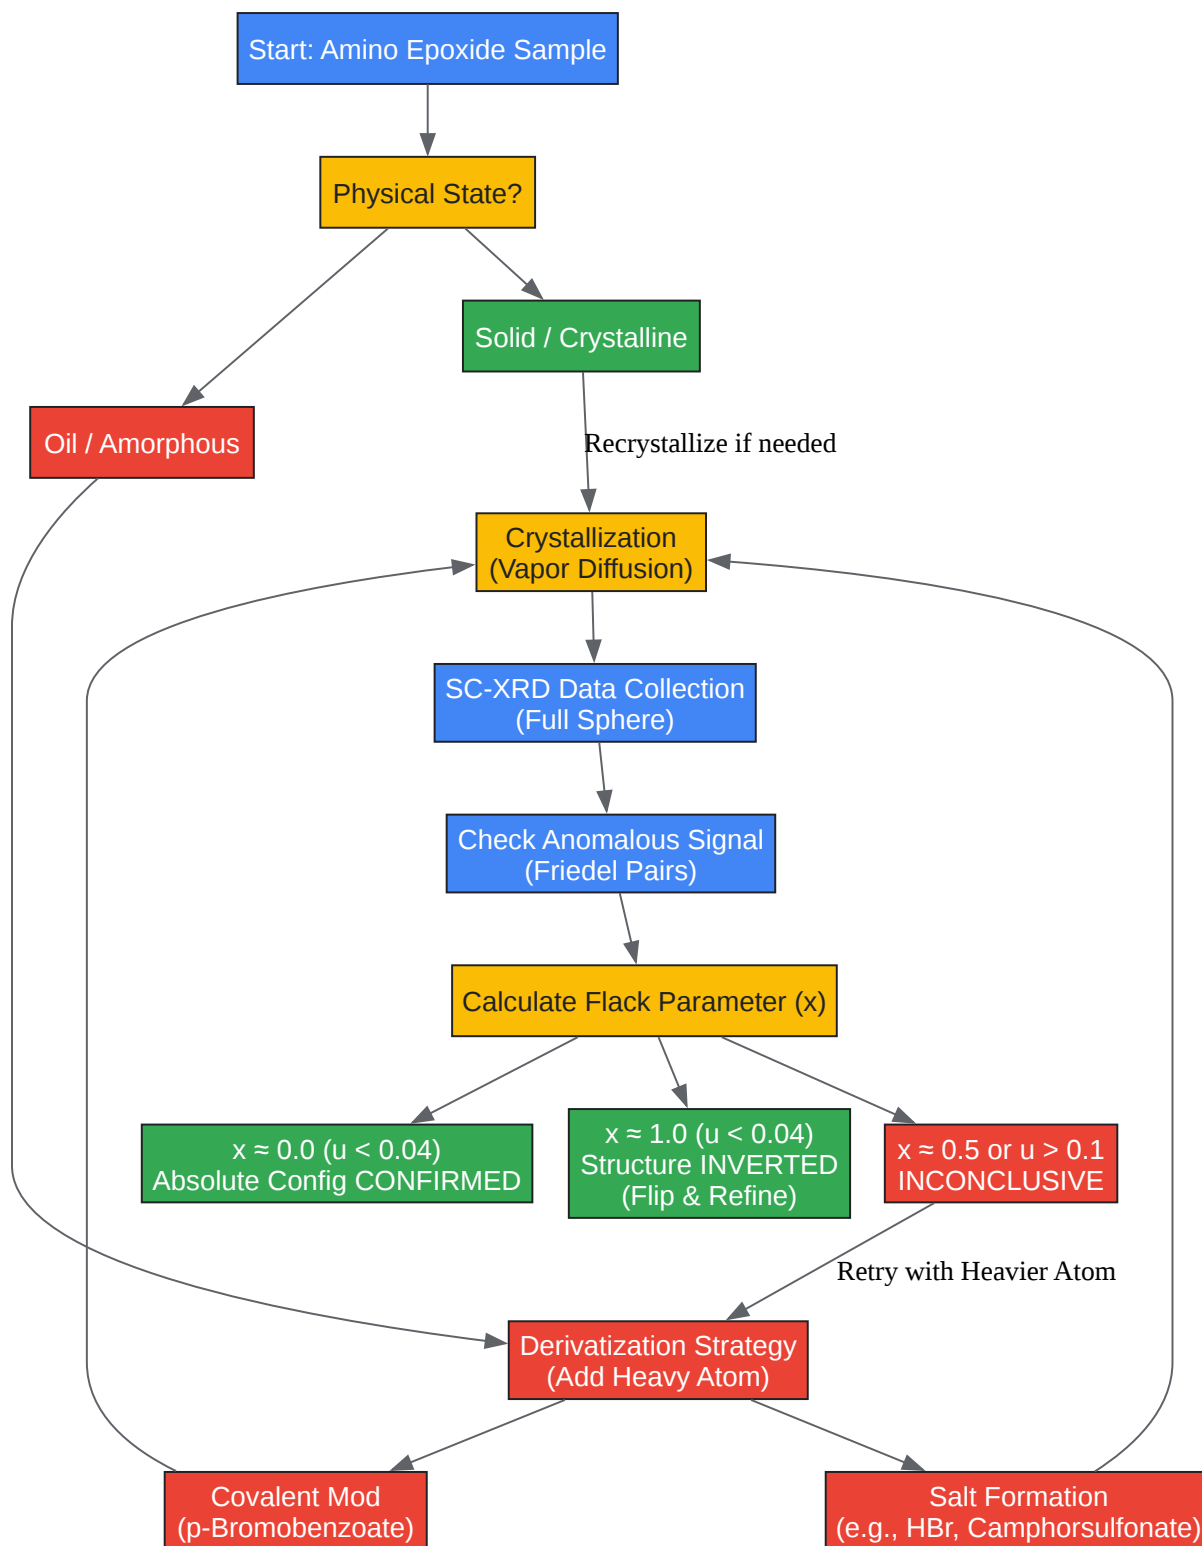 Start: Amino Epoxide Sample
Physical State?
Solid / Crystalline
Oil / Amorphous
Recrystallize if needed
Crystallization
(Vapor Diffusion)
SC-XRD Data Collection
(Full Sphere)
Check Anomalous Signal
(Friedel Pairs)
Calculate Flack Parameter (x)
x ≈ 0.0 (u < 0.04)
Absolute Config CONFIRMED
x ≈ 1.0 (u < 0.04)
Structure INVERTED
(Flip & Refine)
x ≈ 0.5 or u > 0.1
INCONCLUSIVE
Retry with Heavier Atom
Derivatization Strategy
(Add Heavy Atom)
Covalent Mod
(p-Bromobenzoate)
Salt Formation
(e.g., HBr, Camphorsulfonate)